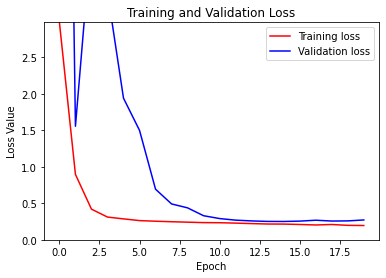 Training and Validation Loss
Training loss
Validation loss
Loss Value
2.5
2.0
1.5
1.0
0.5
0.0
0.0
2.5
5.0
7.5
10.0
12.5
15.0
17.5
Epoch